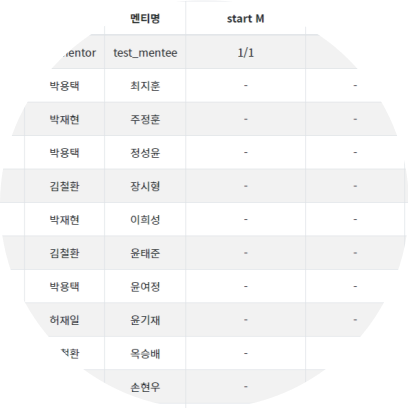 멘티명 start M
test_mentee 1/1
박용택 최지훈 - -
박재현 주정훈 - -
박용택 정성윤 - -
김철환 장시형 - -
박재현 이희성 - -
김철환 윤태준 - -
박용택 윤여정 - -
허재일 윤기재 - -
옥승배 -
손현우 -